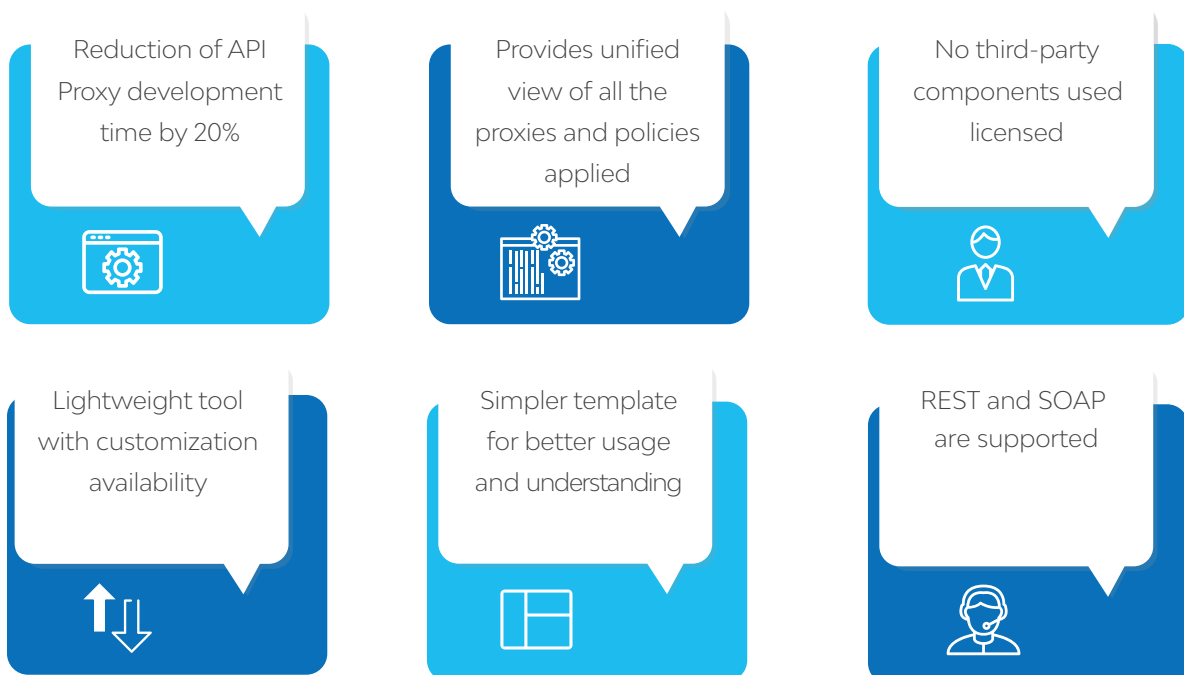 Reduction of API
Proxy development
time by 20%
Provides unified
view of all the
proxies and policies
applied
No third-party
components used
licensed
Lightweight tool
with customization
availability
Simpler template
for better usage
and understanding
REST and SOAP
are supported